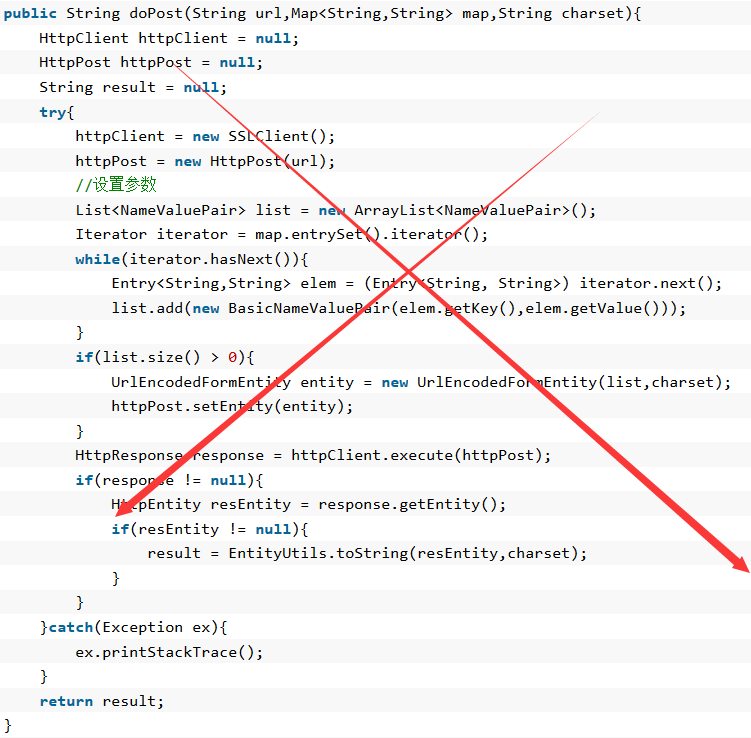 public String doPost(String url,Map<String,String> map,String charset){
    HttpClient httpClient = null;
    HttpPost httpPost = null;
    String result = null;
    try{
        httpClient = new SSLClient();
        httpPost = new HttpPost(url);
        //设置参数
        List<NameValuePair> list = new ArrayList<NameValuePair>();
        Iterator iterator = map.entrySet().iterator();
        while(iterator.hasNext()){
            Entry<String,String> elem = (Entry<String, String>) iterator.next();
            list.add(new BasicNameValuePair(elem.getKey(),elem.getValue()));
        }
        if(list.size() > 0){
            UrlEncodedFormEntity entity = new UrlEncodedFormEntity(list,charset);
            httpPost.setEntity(entity);
        }
        HttpResponse response = httpClient.execute(httpPost);
        if(response != null){
            HttpEntity resEntity = response.getEntity();
            if(resEntity != null){
                result = EntityUtils.toString(resEntity,charset);
            }
        }
    }catch(Exception ex){
        ex.printStackTrace();
    }
    return result;
}